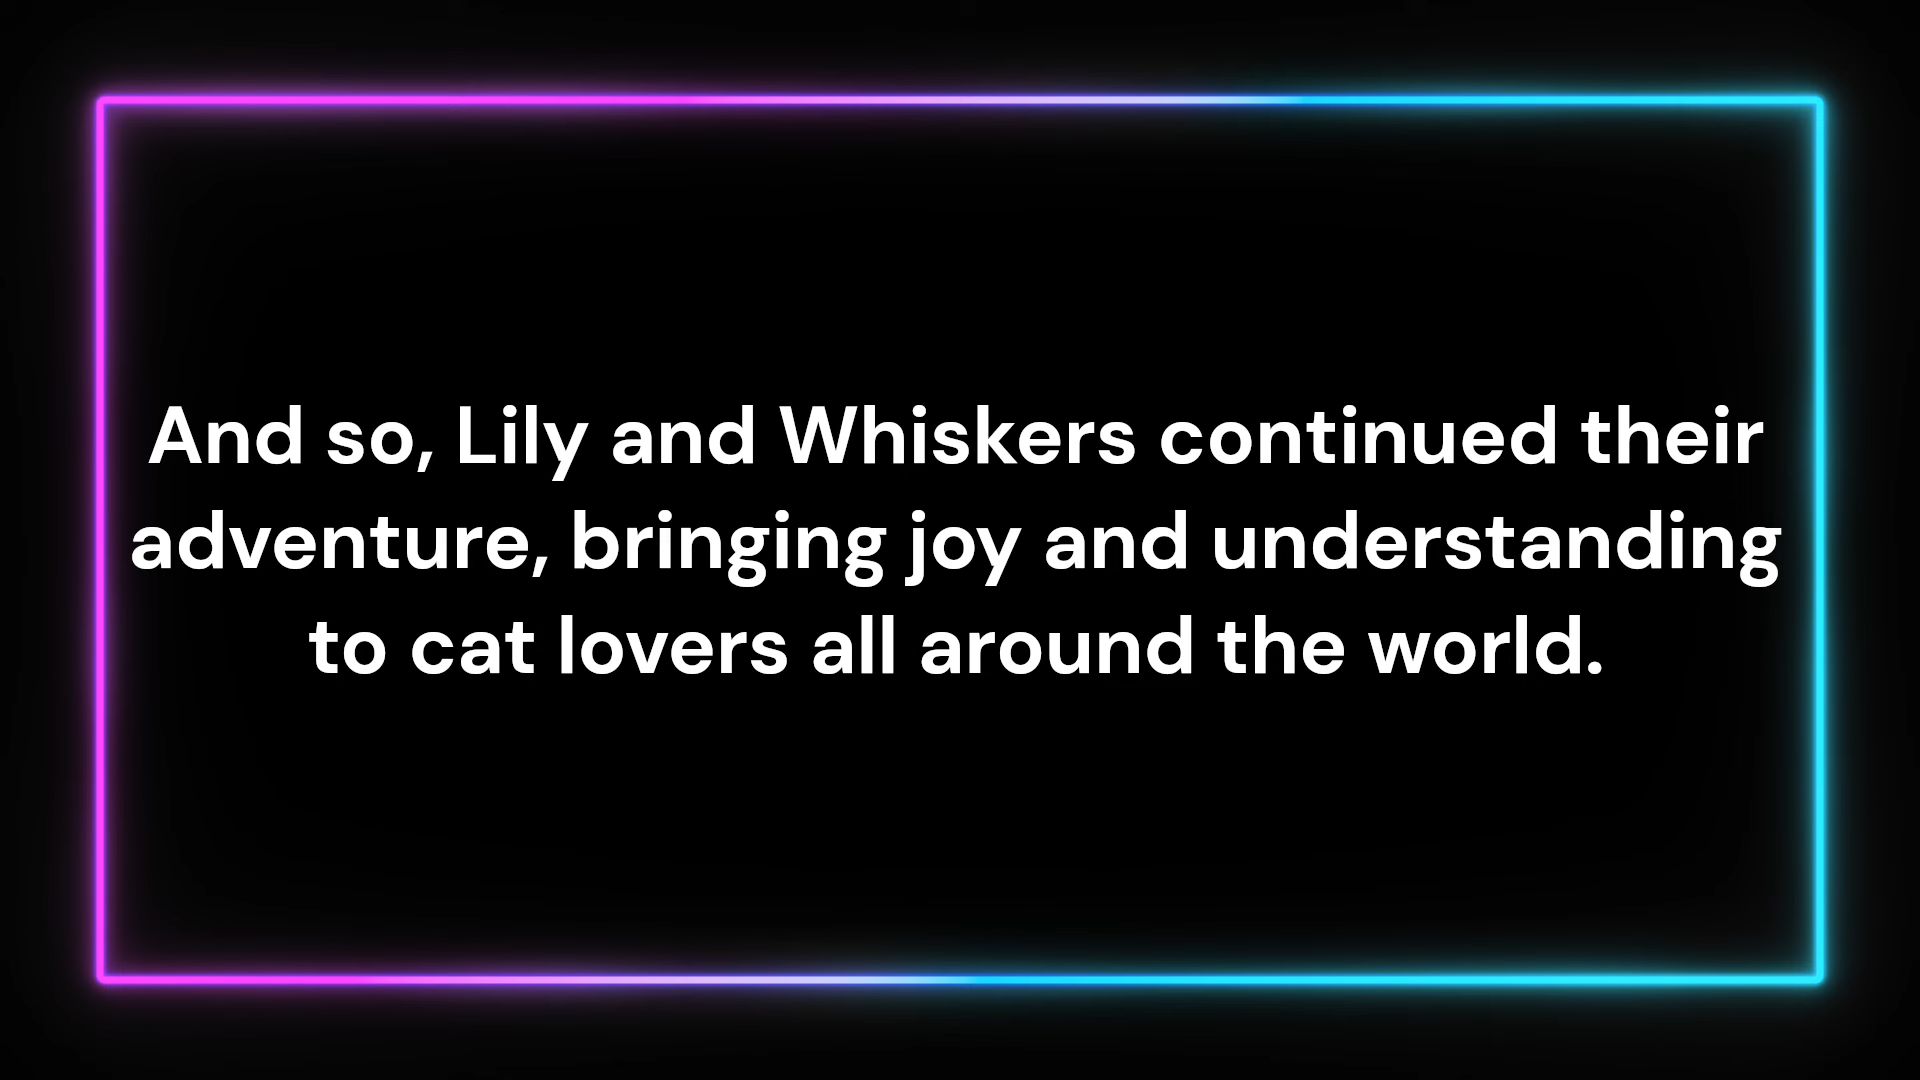 And so, Lily and Whiskers continued their
adventure, bringing joy and understanding
to cat lovers all around the world.